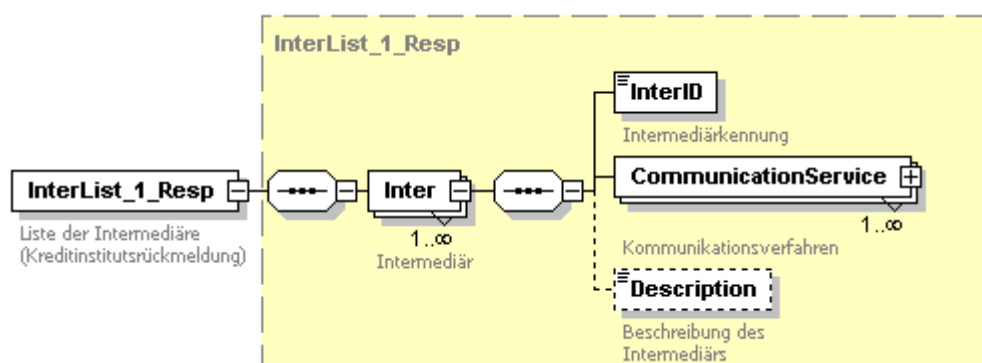 InterList_1_Resp
InterID
Intermediärkennung
InterList_1_Resp
Liste der Intermediäre
(Kreditinstitutsrückmeldung)
Inter
1..∞
Intermediär
CommunicationService
1..∞
Kommunikationsverfahren
Description
Beschreibung des
Intermediärs